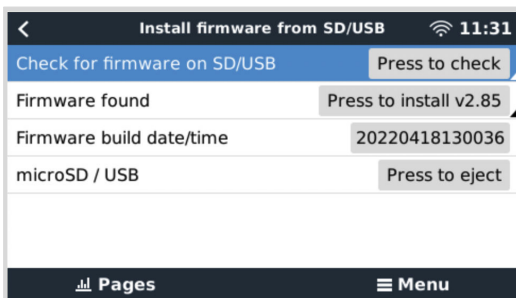 Install firmware from SD/USB 11:31
Check for firmware on SD/USB Press to check
Firmware found Press to install v2.85
Firmware build date/time 20220418130036
microSD / USB Press to eject
Pages Menu